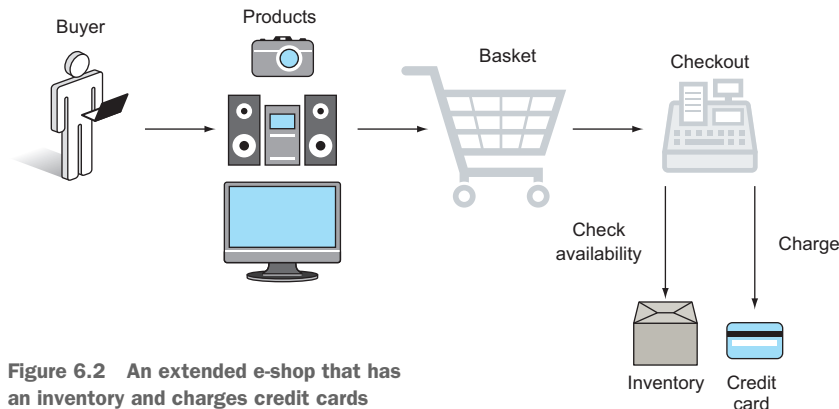 Buyer
Products
Basket
Checkout
Check
availability
Charge
Inventory
Credit
card
Figure 6.2 An extended e-shop that has
an inventory and charges credit cards